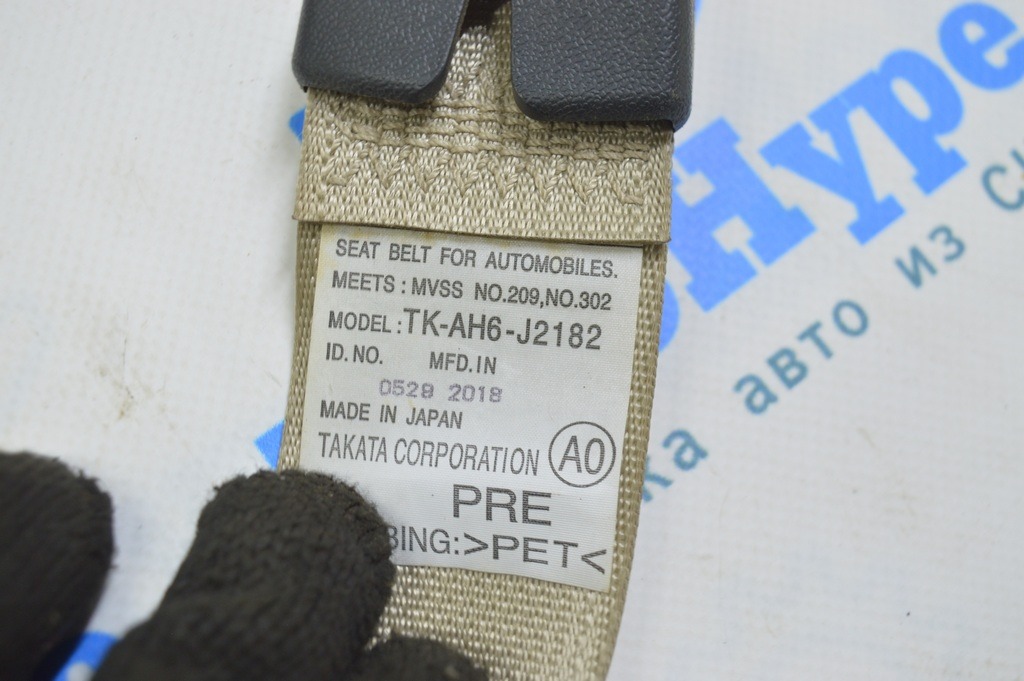 SEAT BELT FOR AUTOMOBILES.
MEETS : MVSS NO.209,NO.302
MODEL : TK-AH6-J2182
ID. NO. MFD.IN
0528 2018
MADE IN JAPAN
TAKATA CORPORATION A0
PRE
BING:>PET<
Hype
авто из
ка